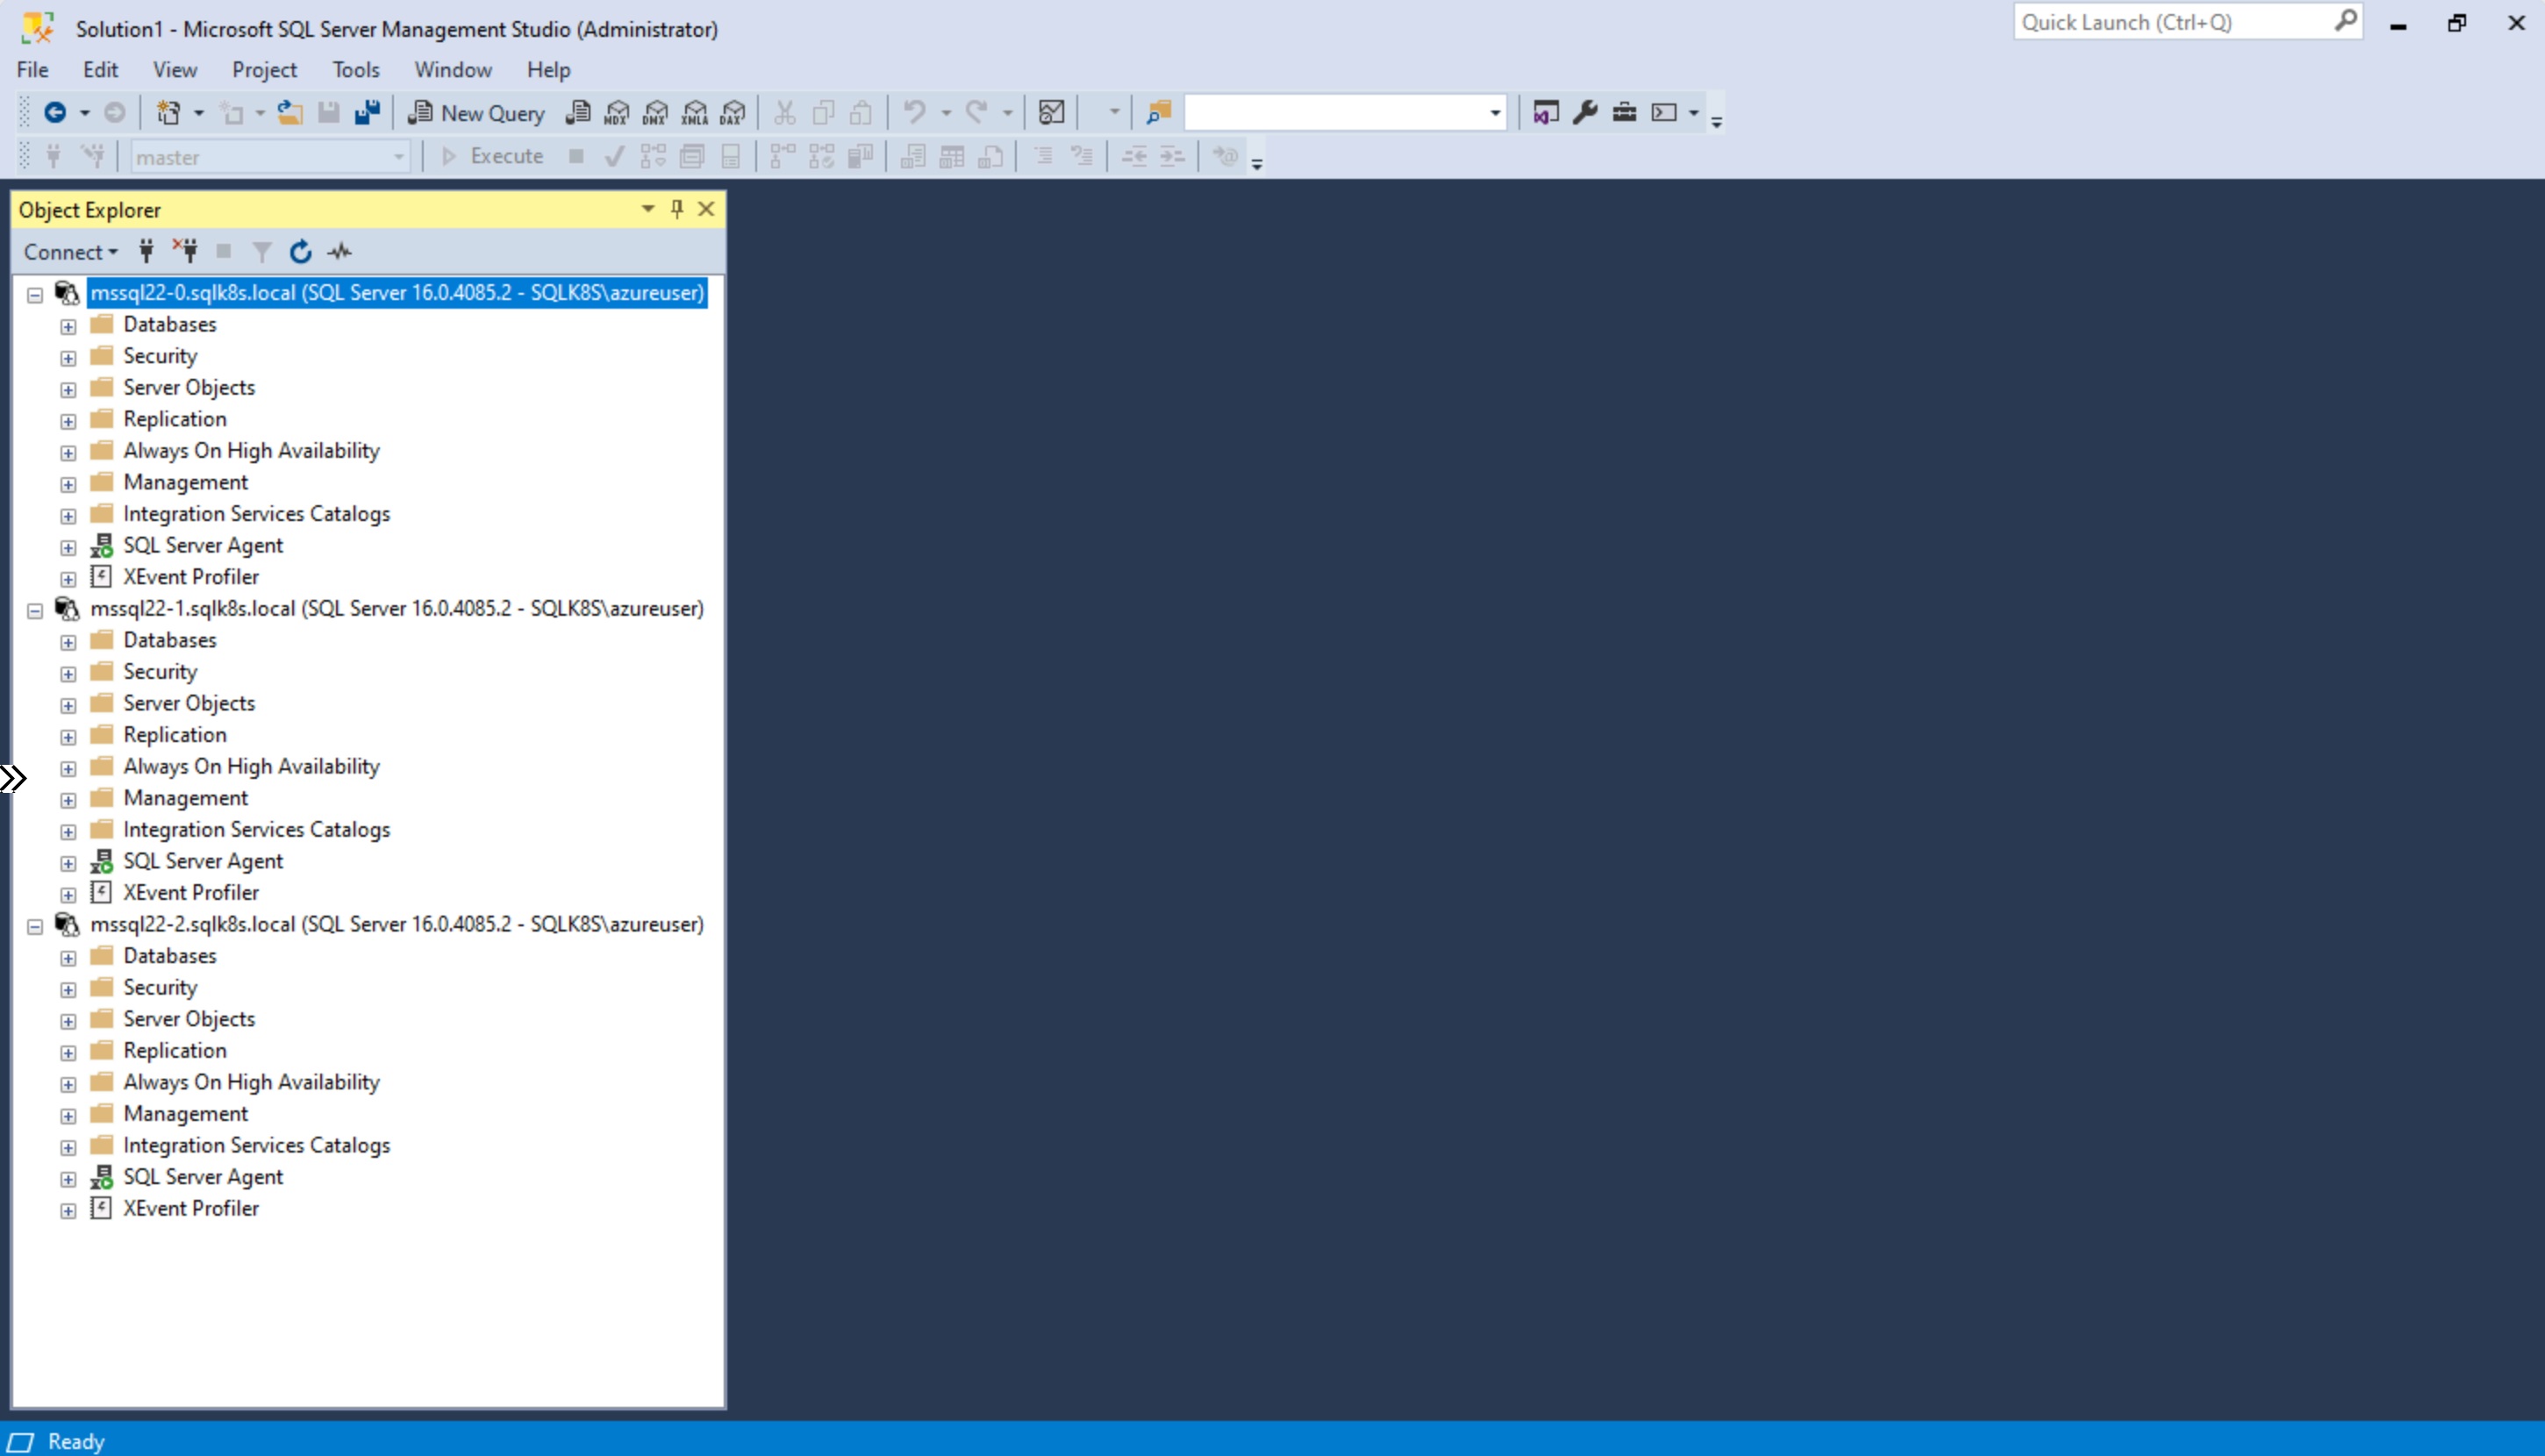 Solution1 - Microsoft SQL Server Management Studio (Administrator)
Quick Launch (Ctrl+Q)
File Edit View Project Tools Window Help
New Query MDX DMX XMLA DAX
master Execute
Object Explorer
Connect
mssql22-0.sqlk8s.local (SQL Server 16.0.4085.2 - SQLK8S\azureuser)
Databases
Security
Server Objects
Replication
Always On High Availability
Management
Integration Services Catalogs
SQL Server Agent
XEvent Profiler
mssql22-1.sqlk8s.local (SQL Server 16.0.4085.2 - SQLK8S\azureuser)
Databases
Security
Server Objects
Replication
Always On High Availability
Management
Integration Services Catalogs
SQL Server Agent
XEvent Profiler
mssql22-2.sqlk8s.local (SQL Server 16.0.4085.2 - SQLK8S\azureuser)
Databases
Security
Server Objects
Replication
Always On High Availability
Management
Integration Services Catalogs
SQL Server Agent
XEvent Profiler
Ready